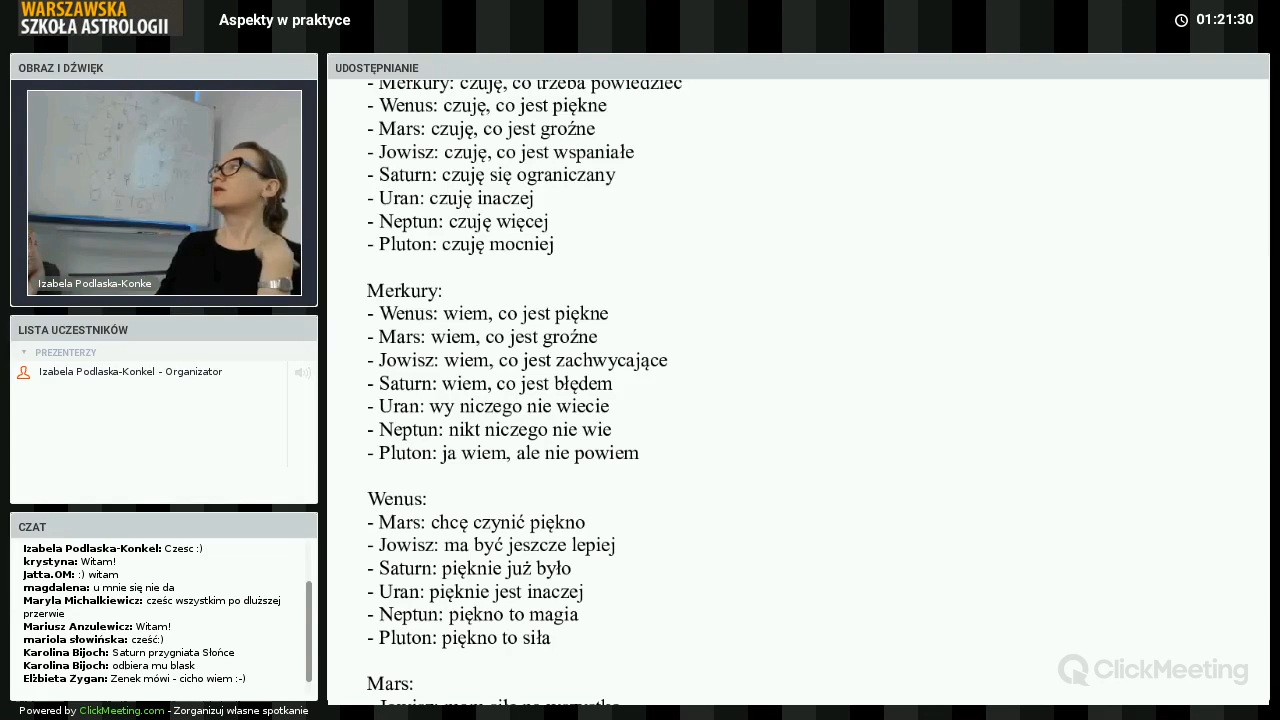 WARSZAWSKA
SZKOŁA ASTROLOGII
Aspekty w praktyce
01:21:30
OBRAZ I DŹWIĘK
Izabela Podlaska-Konke
LISTA UCZESTNIKÓW
PREZENTERZY
Izabela Podlaska-Konkel - Organizator
CZAT
Izabela Podlaska-Konkel: Czesc :)
krystyna: Witam!
Jatta.OM: :) witam
magdalena: u mnie się nie da
Maryla Michalkiewicz: cześc wszystkim po dluższej
przerwie
Mariusz Anzulewicz: Witam!
mariola słowińska: cześć:)
Karolina Bijoch: Saturn przygniata Słońce
Karolina Bijoch: odbiera mu blask
Elżbieta Zygan: Zenek mówi - cicho wiem :-)
Powered by ClickMeeting.com - Zorganizuj własne spotkanie
UDOSTĘPNIANIE
- Merkury: czuję, co trzeba powiedzieć
- Wenus: czuję, co jest piękne
- Mars: czuję, co jest groźne
- Jowisz: czuję, co jest wspaniałe
- Saturn: czuję się ograniczany
- Uran: czuję inaczej
- Neptun: czuję więcej
- Pluton: czuję mocniej
Merkury:
- Wenus: wiem, co jest piękne
- Mars: wiem, co jest groźne
- Jowisz: wiem, co jest zachwycające
- Saturn: wiem, co jest błędem
- Uran: wy niczego nie wiecie
- Neptun: nikt niczego nie wie
- Pluton: ja wiem, ale nie powiem
Wenus:
- Mars: chcę czynić piękno
- Jowisz: ma być jeszcze lepiej
- Saturn: pięknie już było
- Uran: pięknie jest inaczej
- Neptun: piękno to magia
- Pluton: piękno to siła
Mars:
ClickMeeting